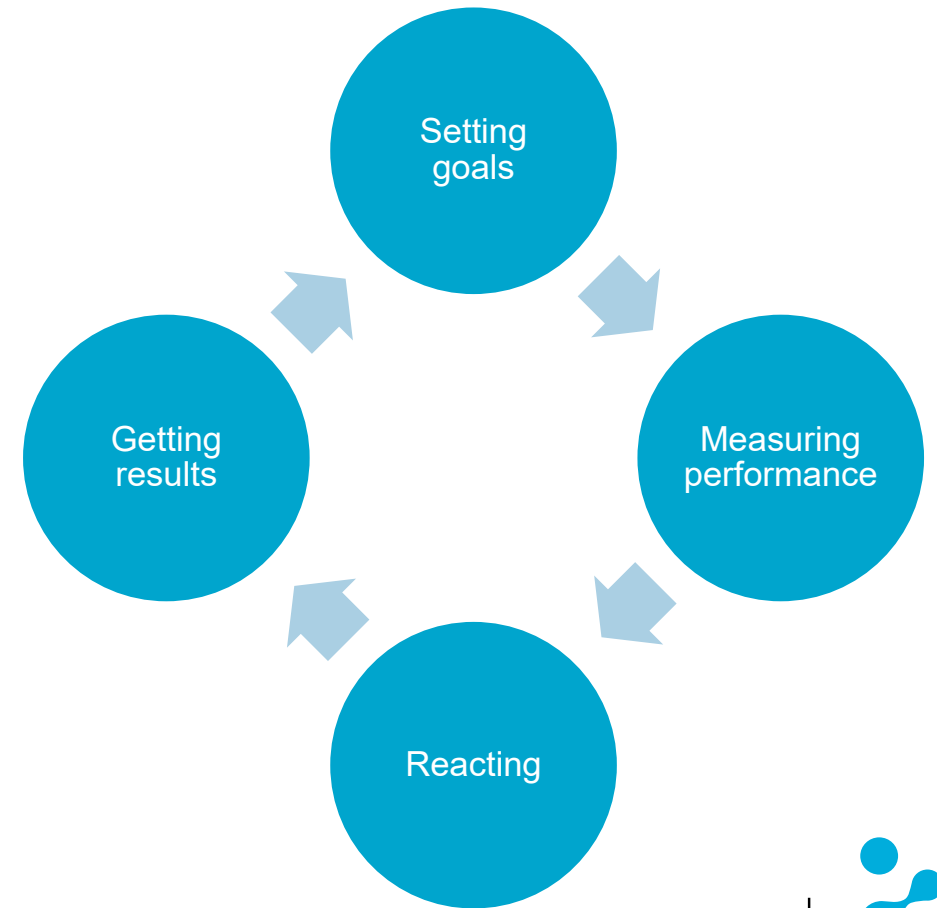 Setting
goals
Measuring
performance
Reacting
Getting
results